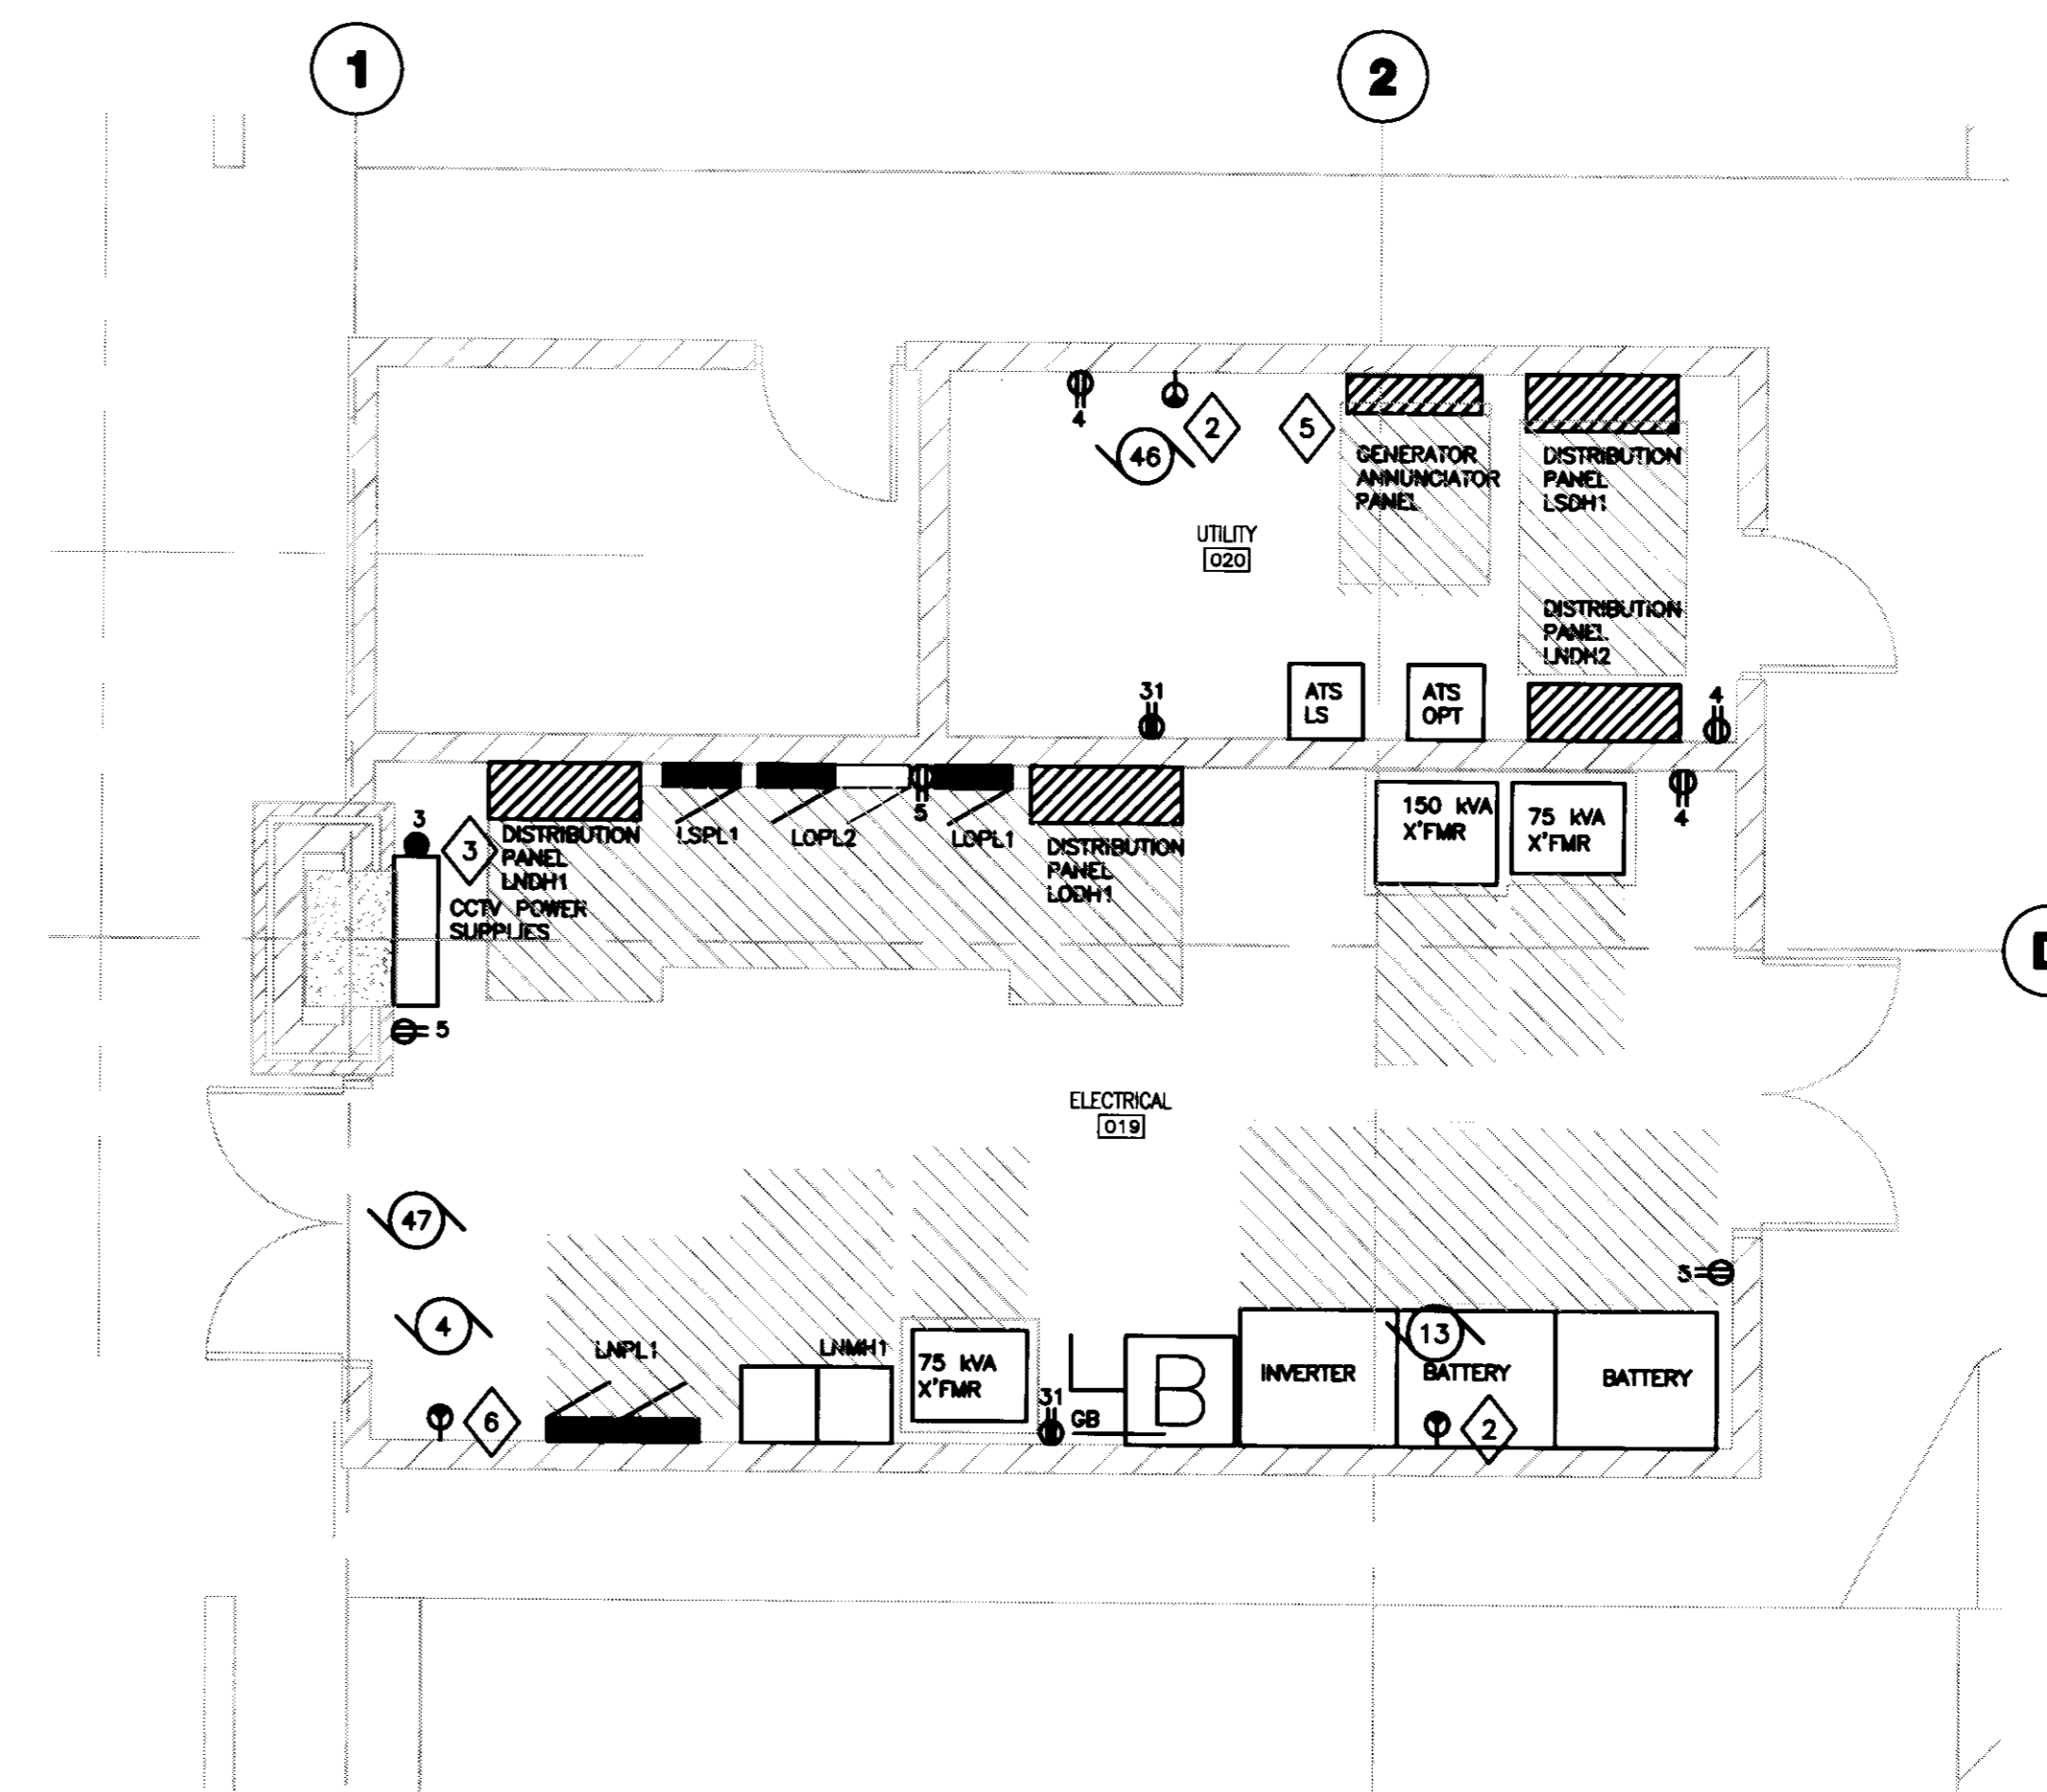 1
2
4
46
2
5
GENERATOR
ANNUNCIATOR
PANEL
DISTRIBUTION
PANEL
LSDH1
UTILITY
020
DISTRIBUTION
PANEL
LNDH2
31
ATS
LS
ATS
OPT
4
3
3
DISTRIBUTION
PANEL
LNDH1
LSPL1
LOPL2
5
LOPL1
DISTRIBUTION
PANEL
LODH1
150 kVA
X'FMR
75 kVA
X'FMR
4
CCTV POWER
SUPPLIES
5
ELECTRICAL
019
47
4
6
LNPL1
LNMH1
75 kVA
X'FMR
31
GB
B
INVERTER
13
BATTERY
2
BATTERY
5